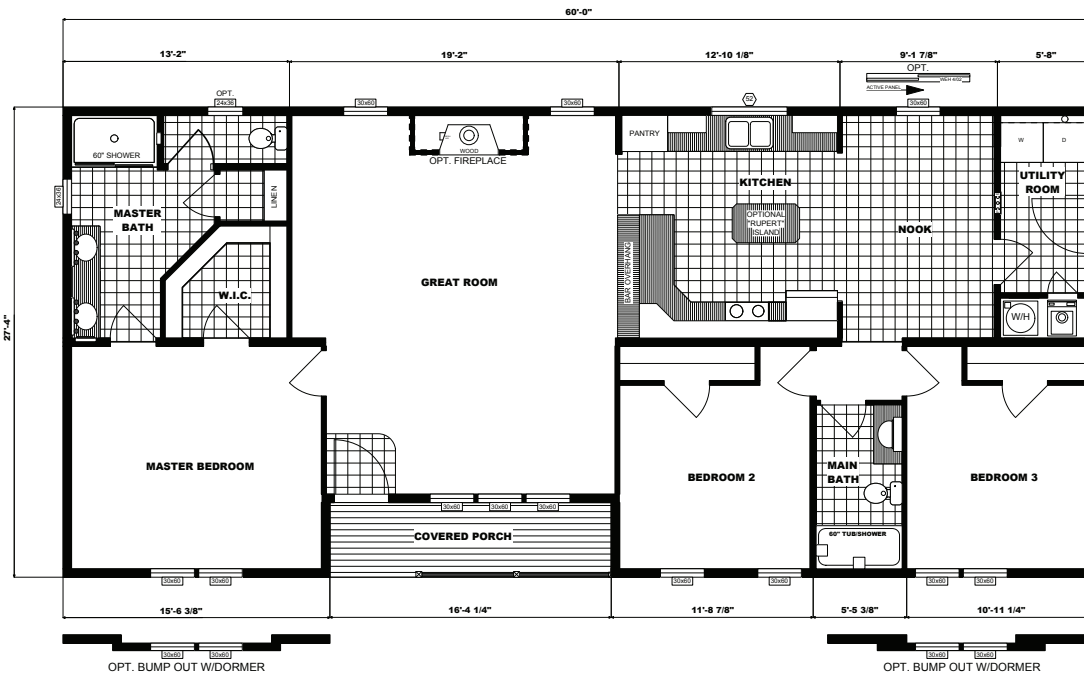 60'-0"
13'-2"
19'-2"
12'-10 1/8"
9'-1 7/8"
5'-8"
OPT.
ACTIVE PANEL
OPT.
24x36
30x60
30x60
52
30x60
60" SHOWER
WOOD
OPT. FIREPLACE
PANTRY
W
D
24x36
LINEN
MASTER
BATH
KITCHEN
UTILITY
ROOM
OPTIONAL
"RUPERT"
ISLAND
NOOK
BAR OVERHANG
GREAT ROOM
W.I.C.
W/H
27'-4"
MASTER BEDROOM
BEDROOM 2
MAIN
BATH
BEDROOM 3
30x60
30x60
30x60
COVERED PORCH
60" TUB/SHOWER
30x60
30x60
30x60
30x60
30x60
30x60
15'-6 3/8"
16'-4 1/4"
11'-8 7/8"
5'-5 3/8"
10'-11 1/4"
30x60
30x60
OPT. BUMP OUT W/DORMER
30x60
30x60
OPT. BUMP OUT W/DORMER